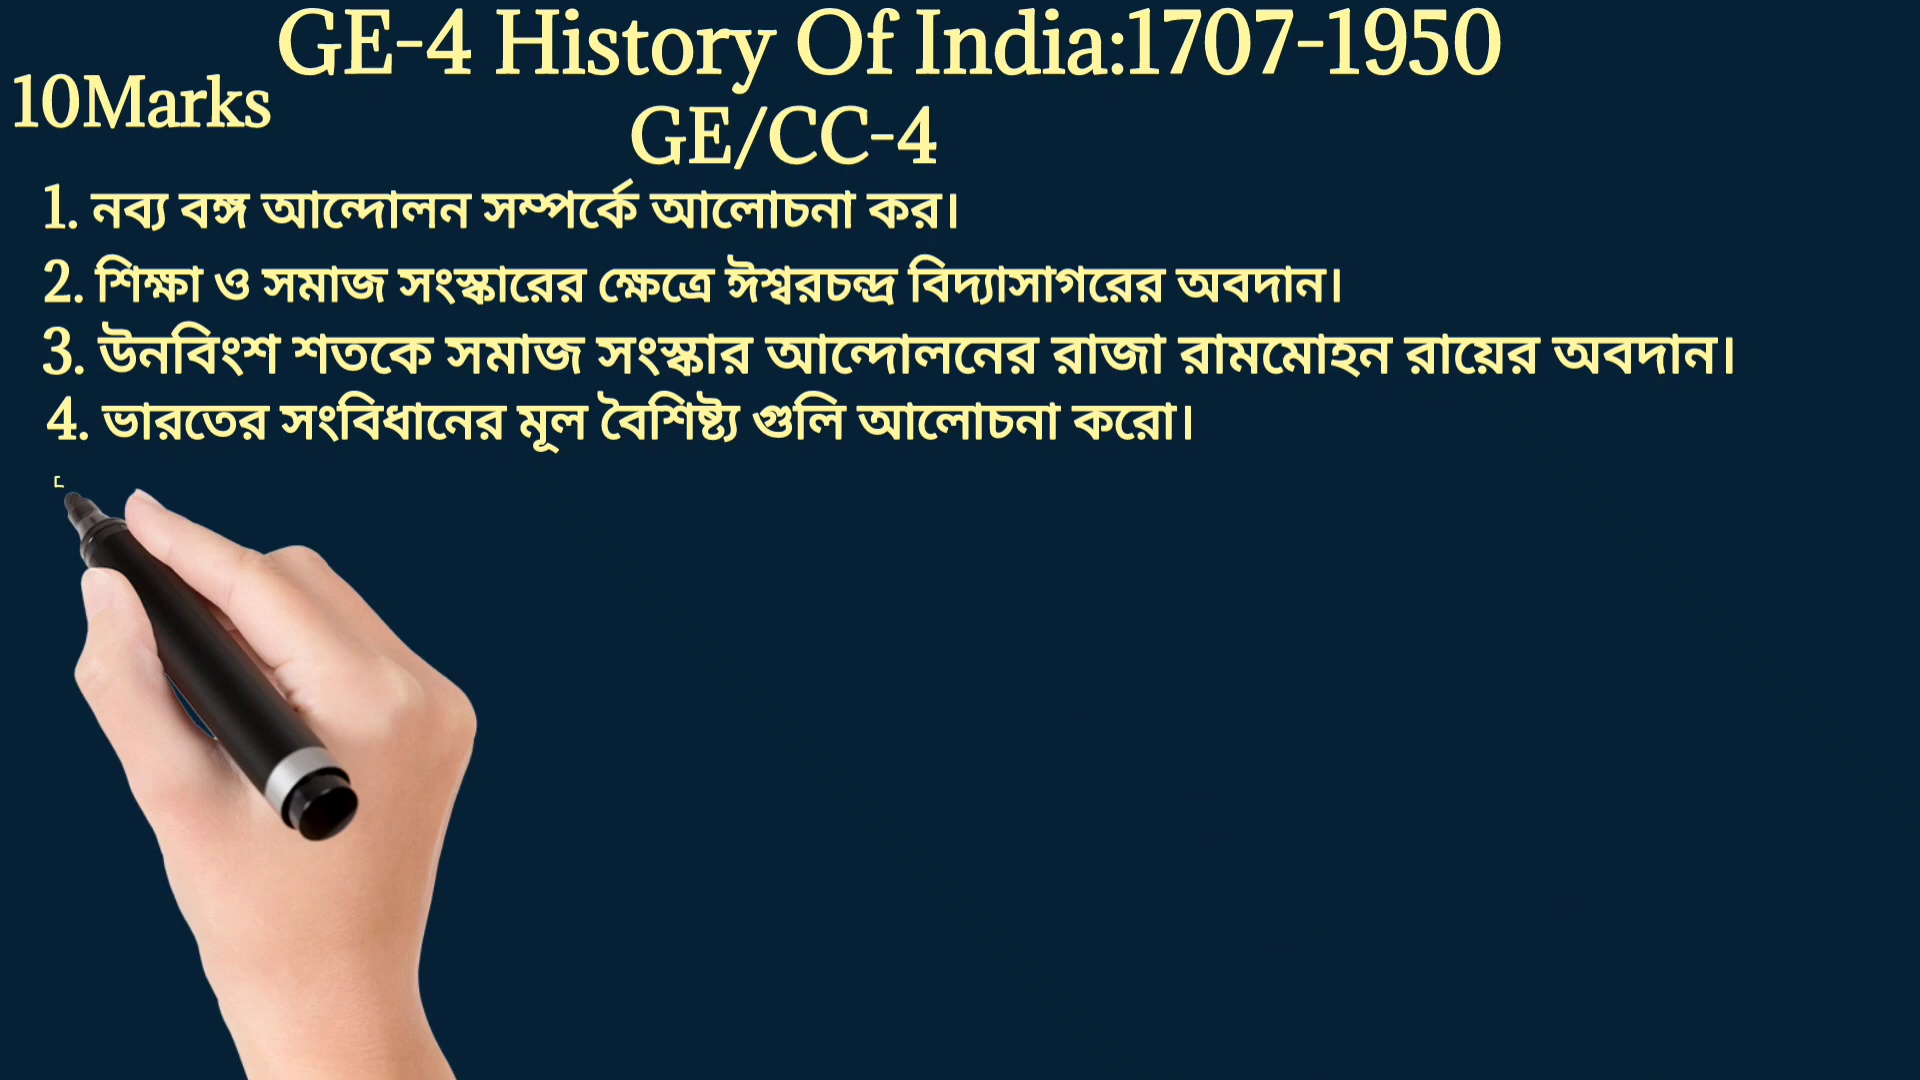 GE-4 History Of India:1707-1950
10Marks
GE/CC-4
1. নব্য বঙ্গ আন্দোলন সম্পর্কে আলোচনা কর।
2. শিক্ষা ও সমাজ সংস্কারের ক্ষেত্রে ঈশ্বরচন্দ্র বিদ্যাসাগরের অবদান।
3. উনবিংশ শতকে সমাজ সংস্কার আন্দোলনের রাজা রামমোহন রায়ের অবদান।
4. ভারতের সংবিধানের মূল বৈশিষ্ট্য গুলি আলোচনা করো।